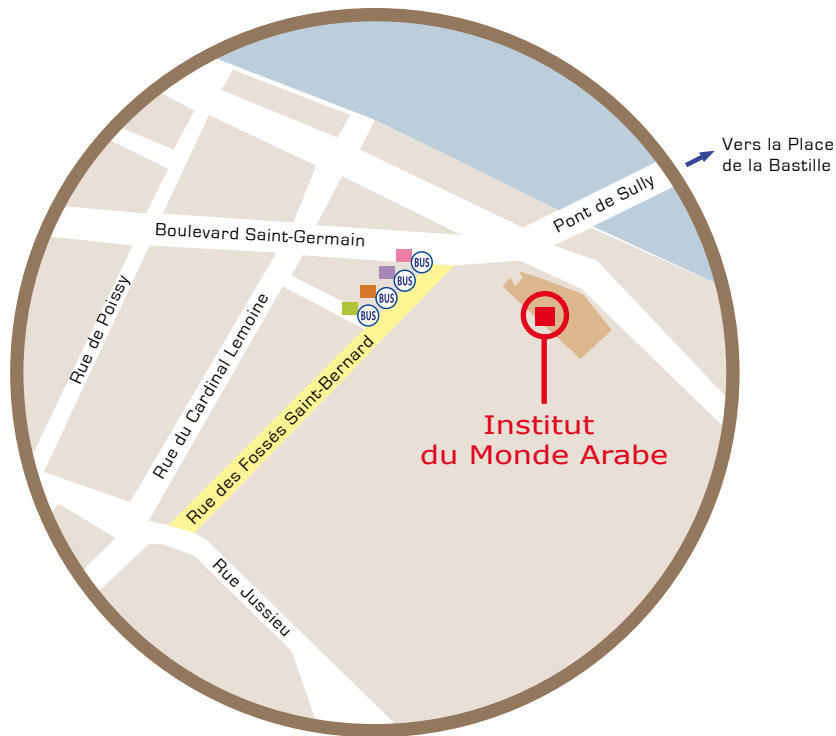 Vers la Place
de la Bastille
Pont de Sully
Boulevard Saint-Germain
BUS
BUS
BUS
BUS
Rue de Poissy
Rue du Cardinal Lemoine
Rue des Fossés Saint-Bernard
Institut
du Monde Arabe
Rue Jussieu